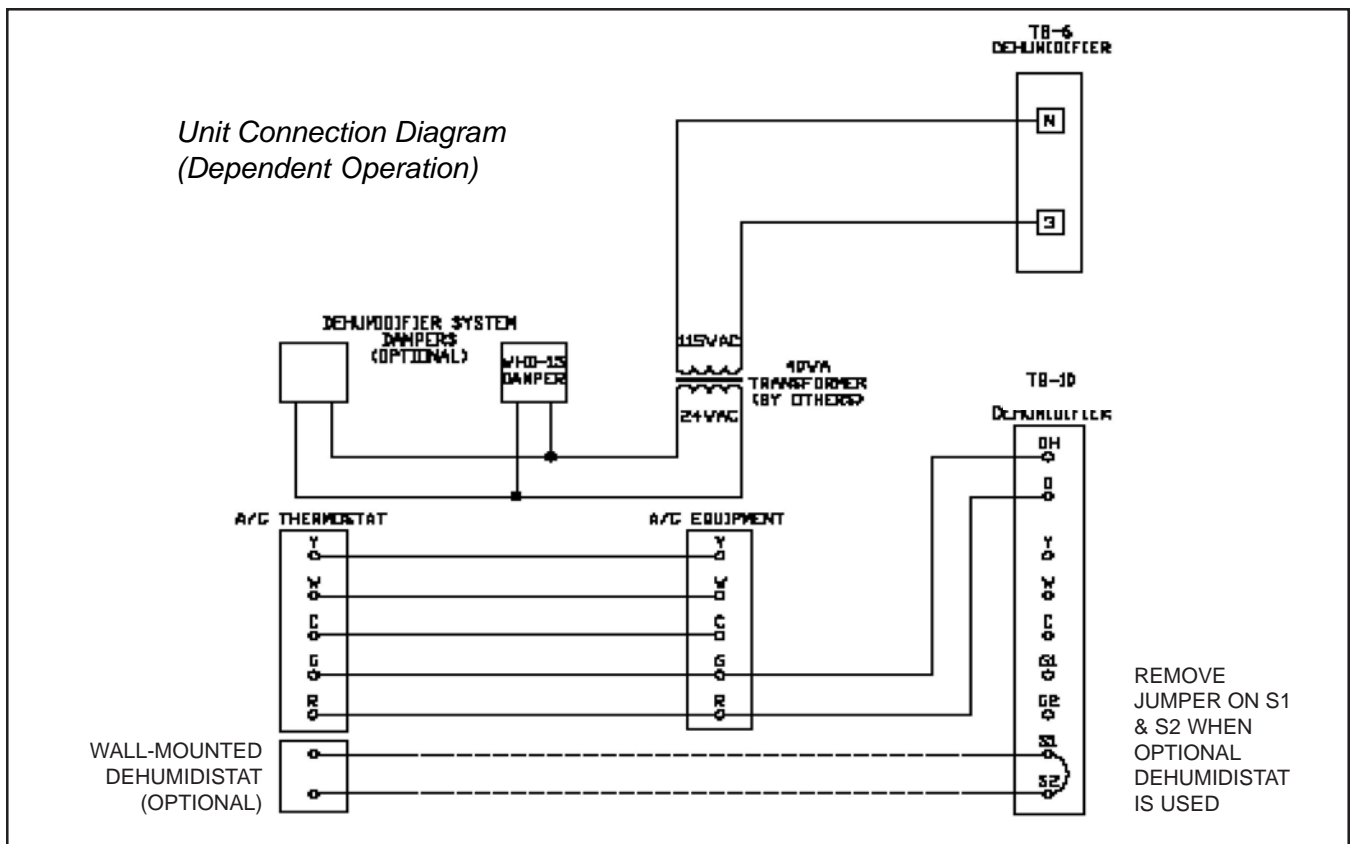 TB-6
DEHUMIDIFIER
Unit Connection Diagram
(Dependent Operation)
N
3
DEHUMIDIFIER SYSTEM
DAMPERS
(OPTIONAL)
WHD-15
DAMPER
115VAC
40VA
TRANSFORMER
(BY OTHERS)
24VAC
TB-10
DEHUMIDIFIER
DH
D
Y
W
C
G1
G2
S1
S2
A/C THERMOSTAT
Y
W
C
G
R
A/C EQUIPMENT
Y
W
C
G
R
WALL-MOUNTED
DEHUMIDISTAT
(OPTIONAL)
REMOVE
JUMPER ON S1
& S2 WHEN
OPTIONAL
DEHUMIDISTAT
IS USED